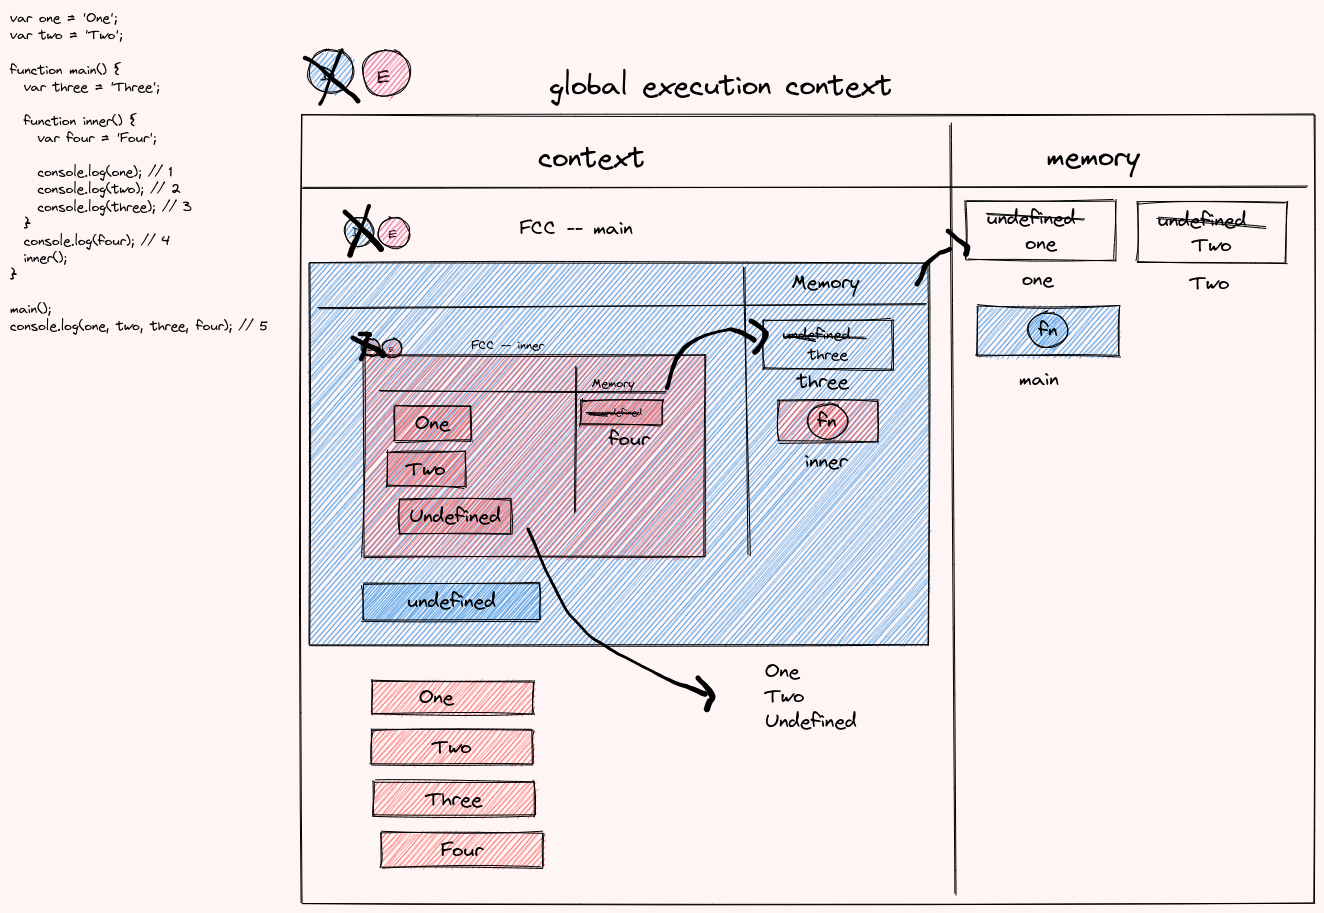 var one = 'One';
var two = 'Two';
function main() {
var three = 'Three';
function inner() {
var four = 'Four';
console.log(one); // 1
console.log(two); // 2
console.log(three); // 3
}
console.log(four); // 4
inner();
}
main();
console.log(one, two, three, four); // 5
E
global execution context
context
memory
E
FCC -- main
undefined
one
one
undefined
Two
Two
fn
main
Memory
undefined
three
three
fn
inner
E
FCC -- inner
Memory
undefined
four
One
Two
Undefined
undefined
One
Two
Undefined
One
Two
Three
Four